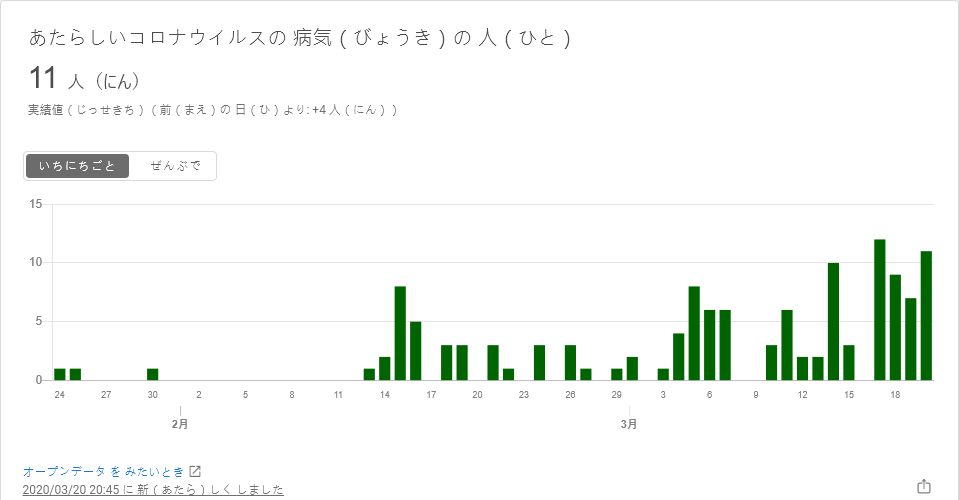 あたらしいコロナウイルスの 病気 ( びょうき ) の 人 ( ひと )
11 人 (にん)
実績値 ( じっせきち ) ( 前 ( まえ ) の 日 ( ひ ) より: +4 人 ( にん ) )
いちにちごと ぜんぶで
15
10
5
0
24 27 30 2 5 8 11 14 17 20 23 26 29 3 6 9 12 15 18
2月 3月
オープンデータ を みたいとき
2020/03/20 20:45 に 新 ( あたら ) しく しました